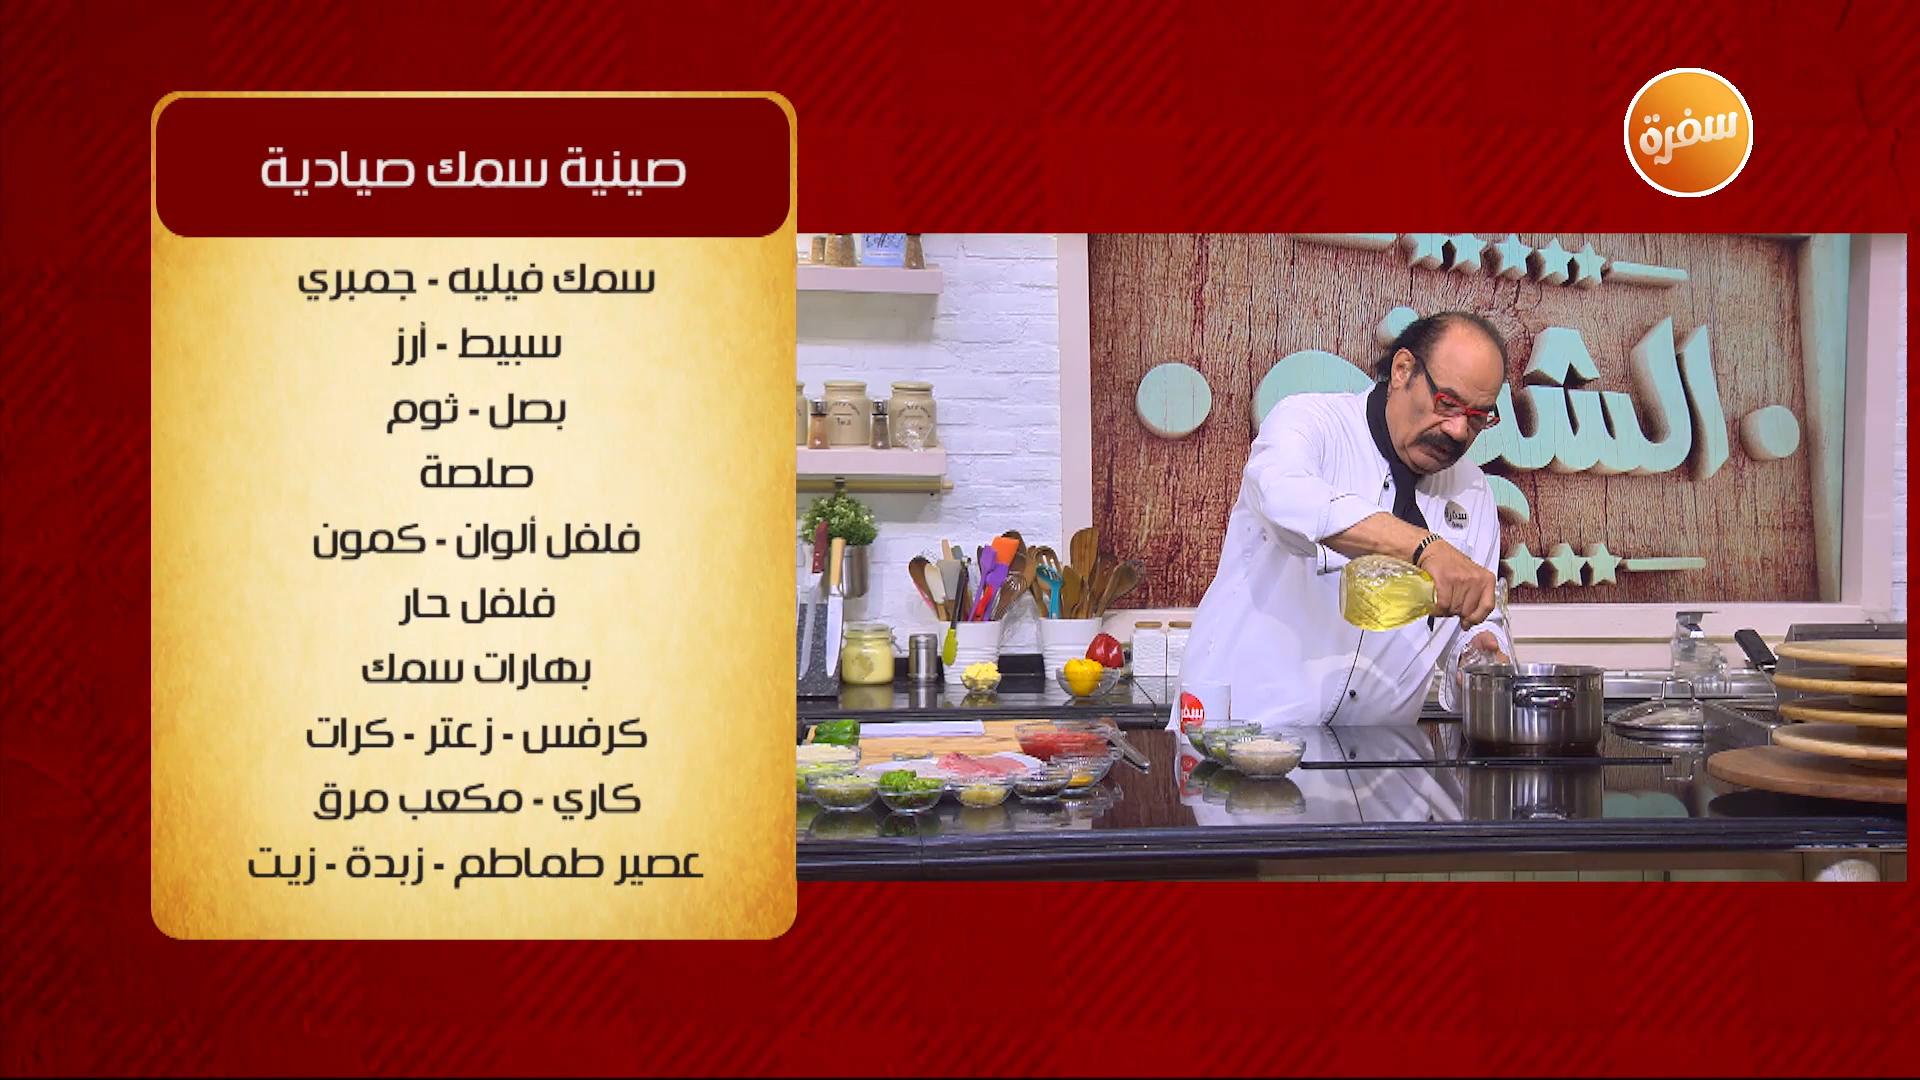 سفرة
صينية سمك صيادية
سمك فيليه - جمبري
سبيط - أرز
بصل - ثوم
صلصة
فلفل ألوان - كمون
فلفل حار
بهارات سمك
كرفس - زعتر - كرات
كاري - مكعب مرق
عصير طماطم - زبدة - زيت
سفرة